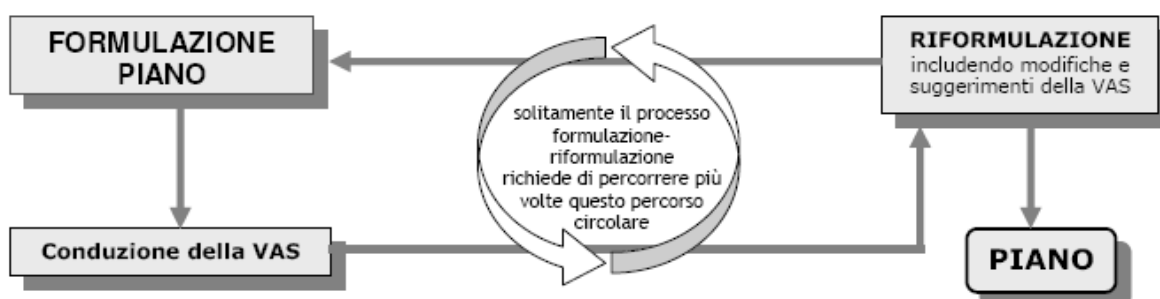 FORMULAZIONE
PIANO
RIFORMULAZIONE
includendo modifiche e
suggerimenti della VAS
solitamente il processo
formulazione-
riformulazione
richiede di percorrere più
volte questo percorso
circolare
Conduzione della VAS
PIANO